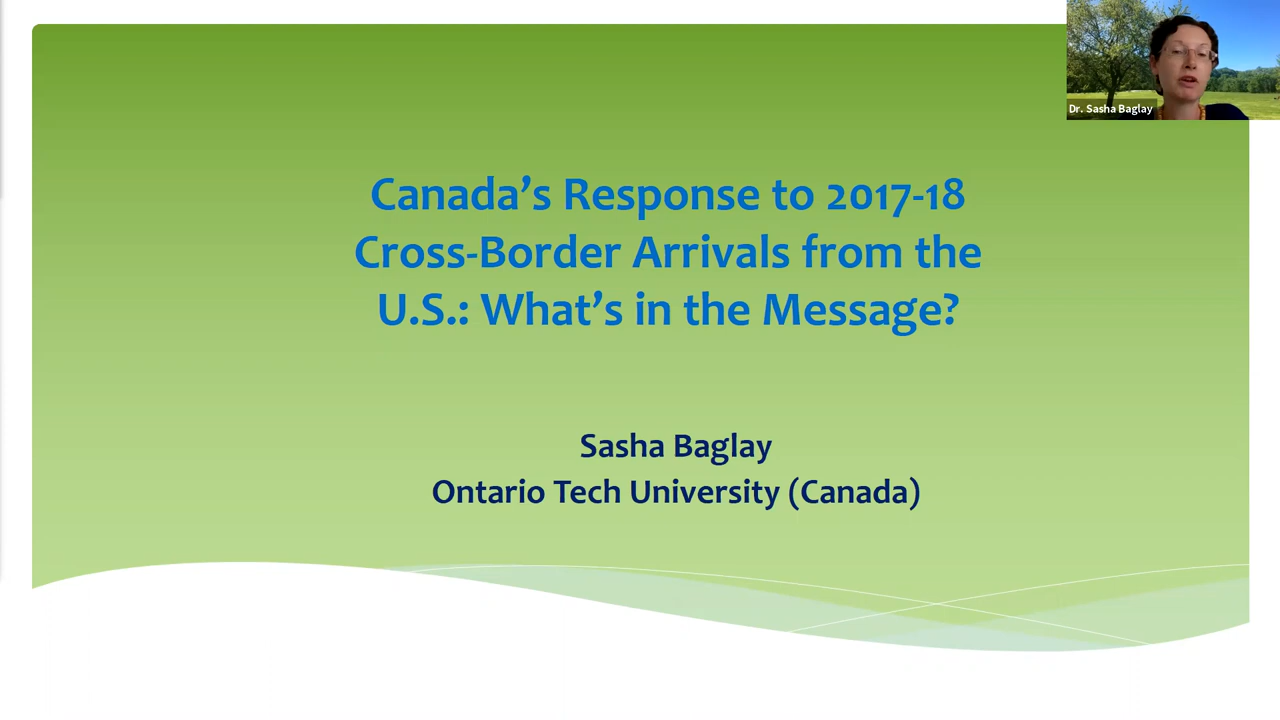 Dr. Sasha Baglay
Canada’s Response to 2017-18
Cross-Border Arrivals from the
U.S.: What’s in the Message?
Sasha Baglay
Ontario Tech University (Canada)